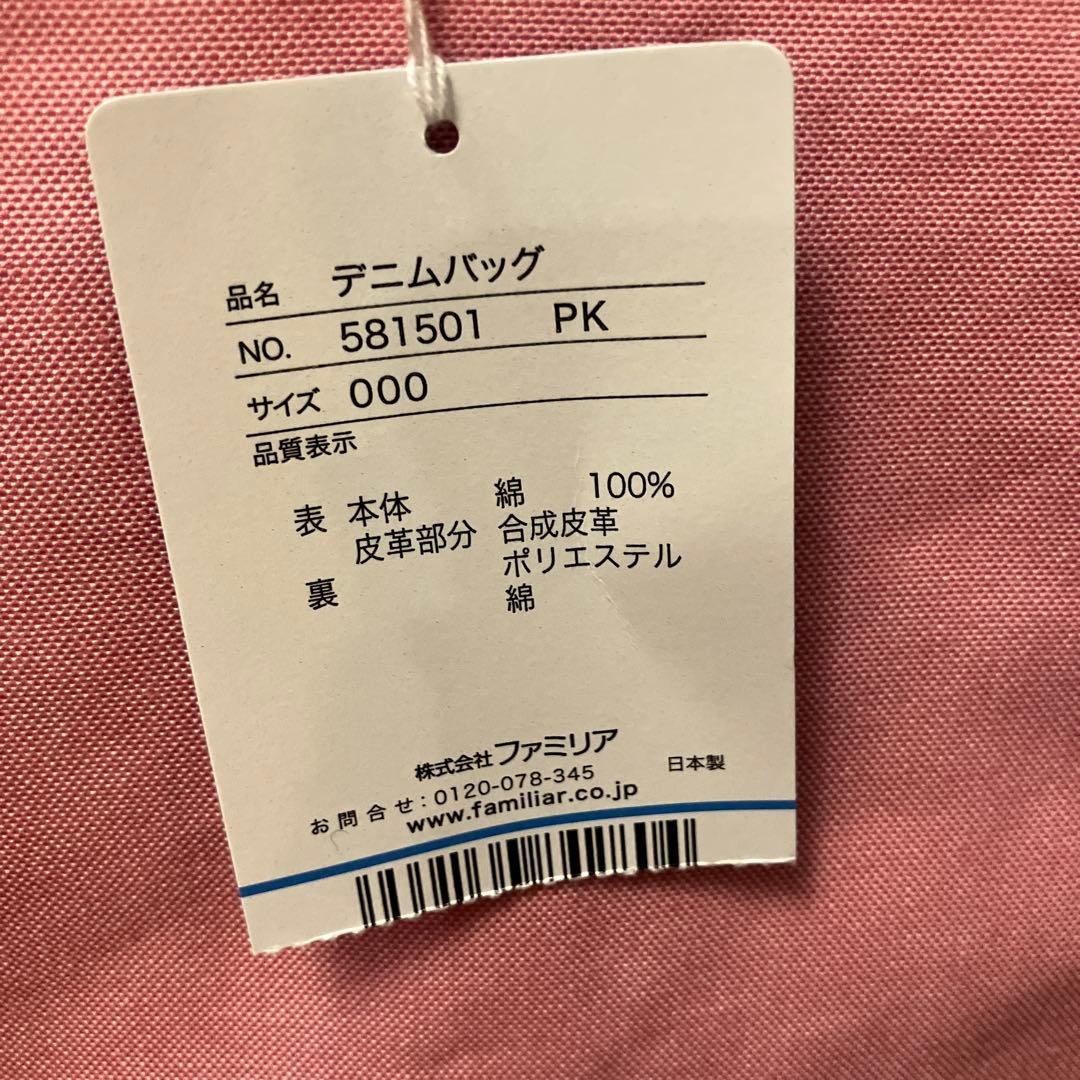 品名 デニムバッグ
NO. 581501 PK
サイズ 000
品質表示
表 本体 綿 100%
皮革部分 合成皮革
裏 ポリエステル
綿
株式会社ファミリア
お問合せ:0120-078-345 日本製
www.familiar.co.jp